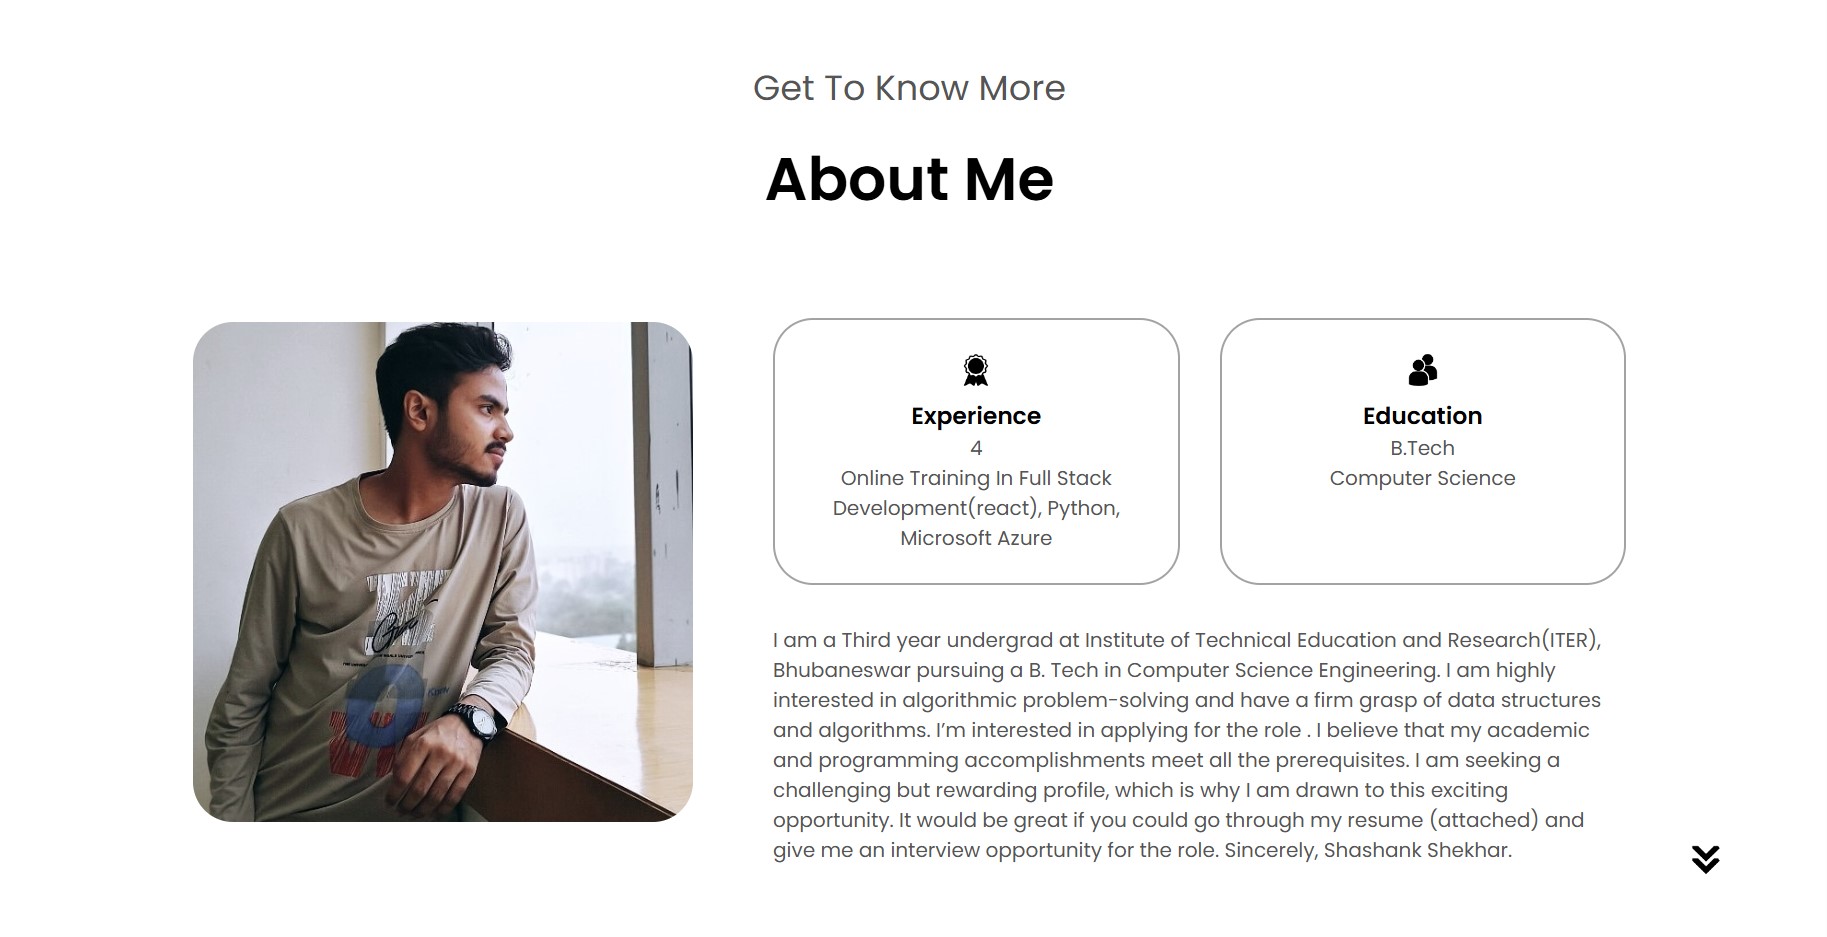 Get To Know More
About Me
Experience
4
Online Training In Full Stack
Development(react), Python,
Microsoft Azure
Education
B.Tech
Computer Science
I am a Third year undergrad at Institute of Technical Education and Research(ITER),
Bhubaneswar pursuing a B. Tech in Computer Science Engineering. I am highly
interested in algorithmic problem-solving and have a firm grasp of data structures
and algorithms. I’m interested in applying for the role . I believe that my academic
and programming accomplishments meet all the prerequisites. I am seeking a
challenging but rewarding profile, which is why I am drawn to this exciting
opportunity. It would be great if you could go through my resume (attached) and
give me an interview opportunity for the role. Sincerely, Shashank Shekhar.